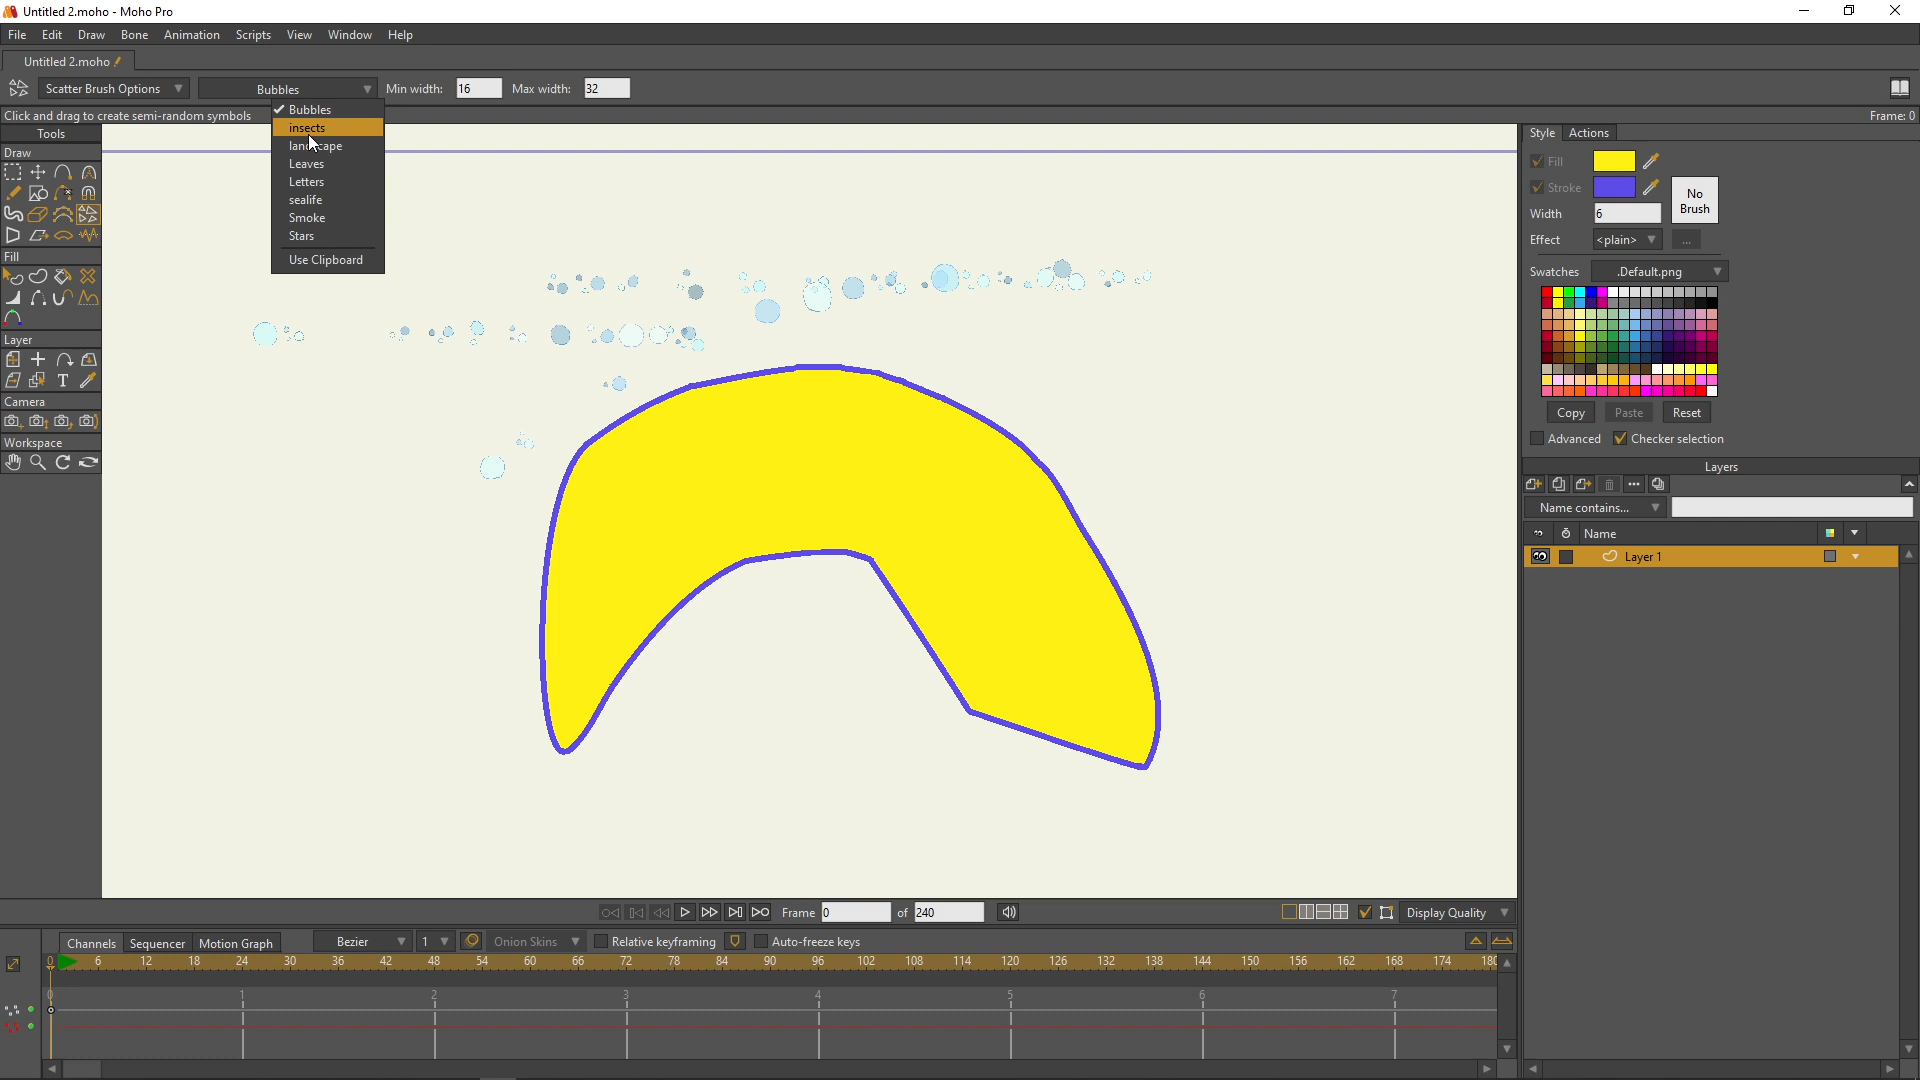 Untitled 2.moho - Moho Pro
File Edit Draw Bone Animation Scripts View Window Help
Untitled 2.moho
Scatter Brush Options Bubbles Min width: 16 Max width: 32
Click and drag to create semi-random symbols Frame: 0
Bubbles
insects
landscape
Leaves
Letters
sealife
Smoke
Stars
Use Clipboard
Tools
Draw
Fill
Layer
Camera
Workspace
Style Actions
Fill
Stroke
No
Brush
Width 6
Effect <plain> ...
Swatches .Default.png
Copy Paste Reset
Advanced Checker selection
Layers
Name contains...
Name
Layer 1
Frame 0 of 240 Display Quality
Channels Sequencer Motion Graph Bezier 1 Onion Skins Relative keyframing Auto-freeze keys
0 6 12 18 24 30 36 42 48 54 60 66 72 78 84 90 96 102 108 114 120 126 132 138 144 150 156 162 168 174 180
0 1 2 3 4 5 6 7